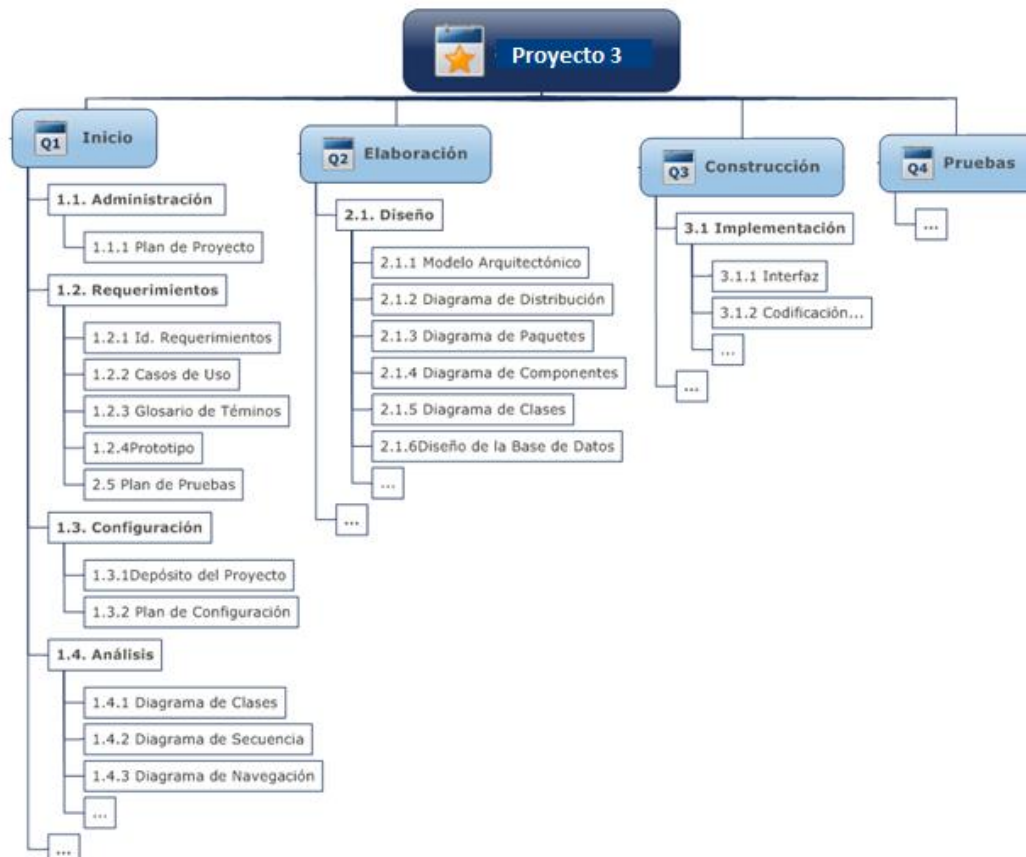 Proyecto 3
Q1 Inicio
1.1. Administración
1.1.1 Plan de Proyecto
1.2. Requerimientos
1.2.1 Id. Requerimientos
1.2.2 Casos de Uso
1.2.3 Glosario de Téminos
1.2.4Prototipo
2.5 Plan de Pruebas
1.3. Configuración
1.3.1Depósito del Proyecto
1.3.2 Plan de Configuración
1.4. Análisis
1.4.1 Diagrama de Clases
1.4.2 Diagrama de Secuencia
1.4.3 Diagrama de Navegación
...
...
Q2 Elaboración
2.1. Diseño
2.1.1 Modelo Arquitectónico
2.1.2 Diagrama de Distribución
2.1.3 Diagrama de Paquetes
2.1.4 Diagrama de Componentes
2.1.5 Diagrama de Clases
2.1.6Diseño de la Base de Datos
...
...
Q3 Construcción
3.1 Implementación
3.1.1 Interfaz
3.1.2 Codificación...
...
...
Q4 Pruebas
...